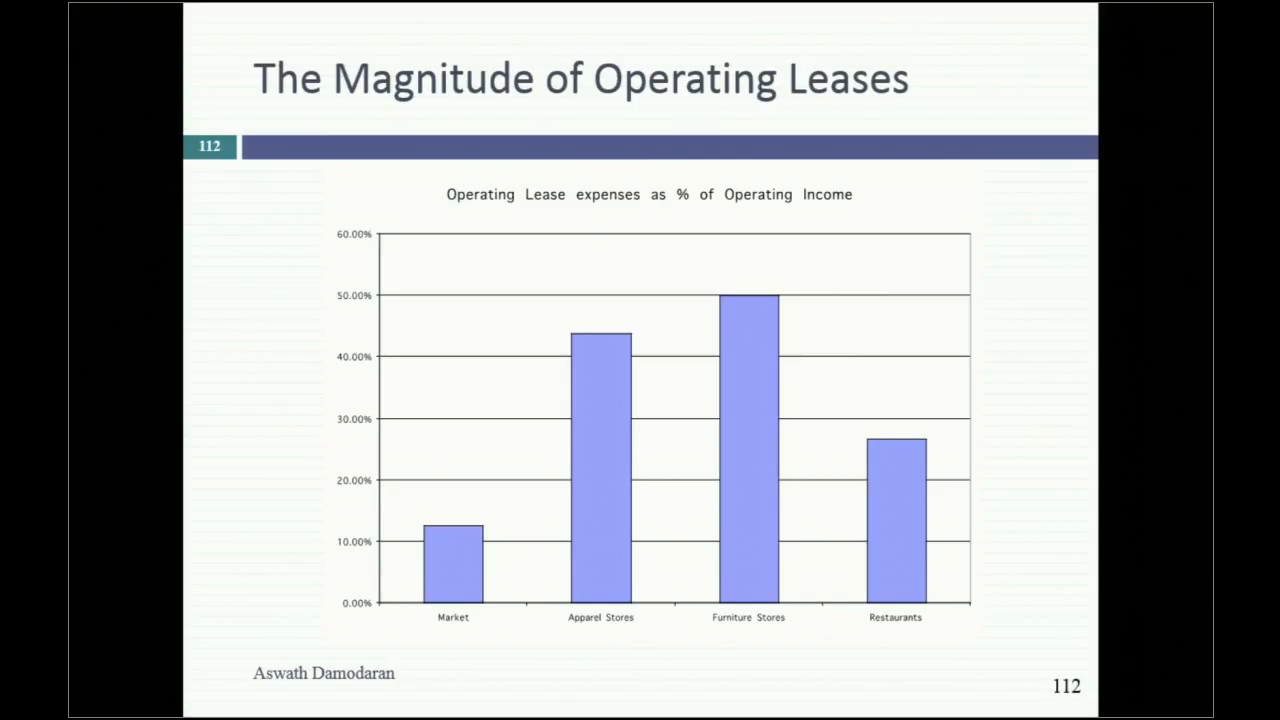 The Magnitude of Operating Leases
112
Operating Lease expenses as % of Operating Income
60.00%
50.00%
40.00%
30.00%
20.00%
10.00%
0.00%
Market Apparel Stores Furniture Stores Restaurants
Aswath Damodaran
112